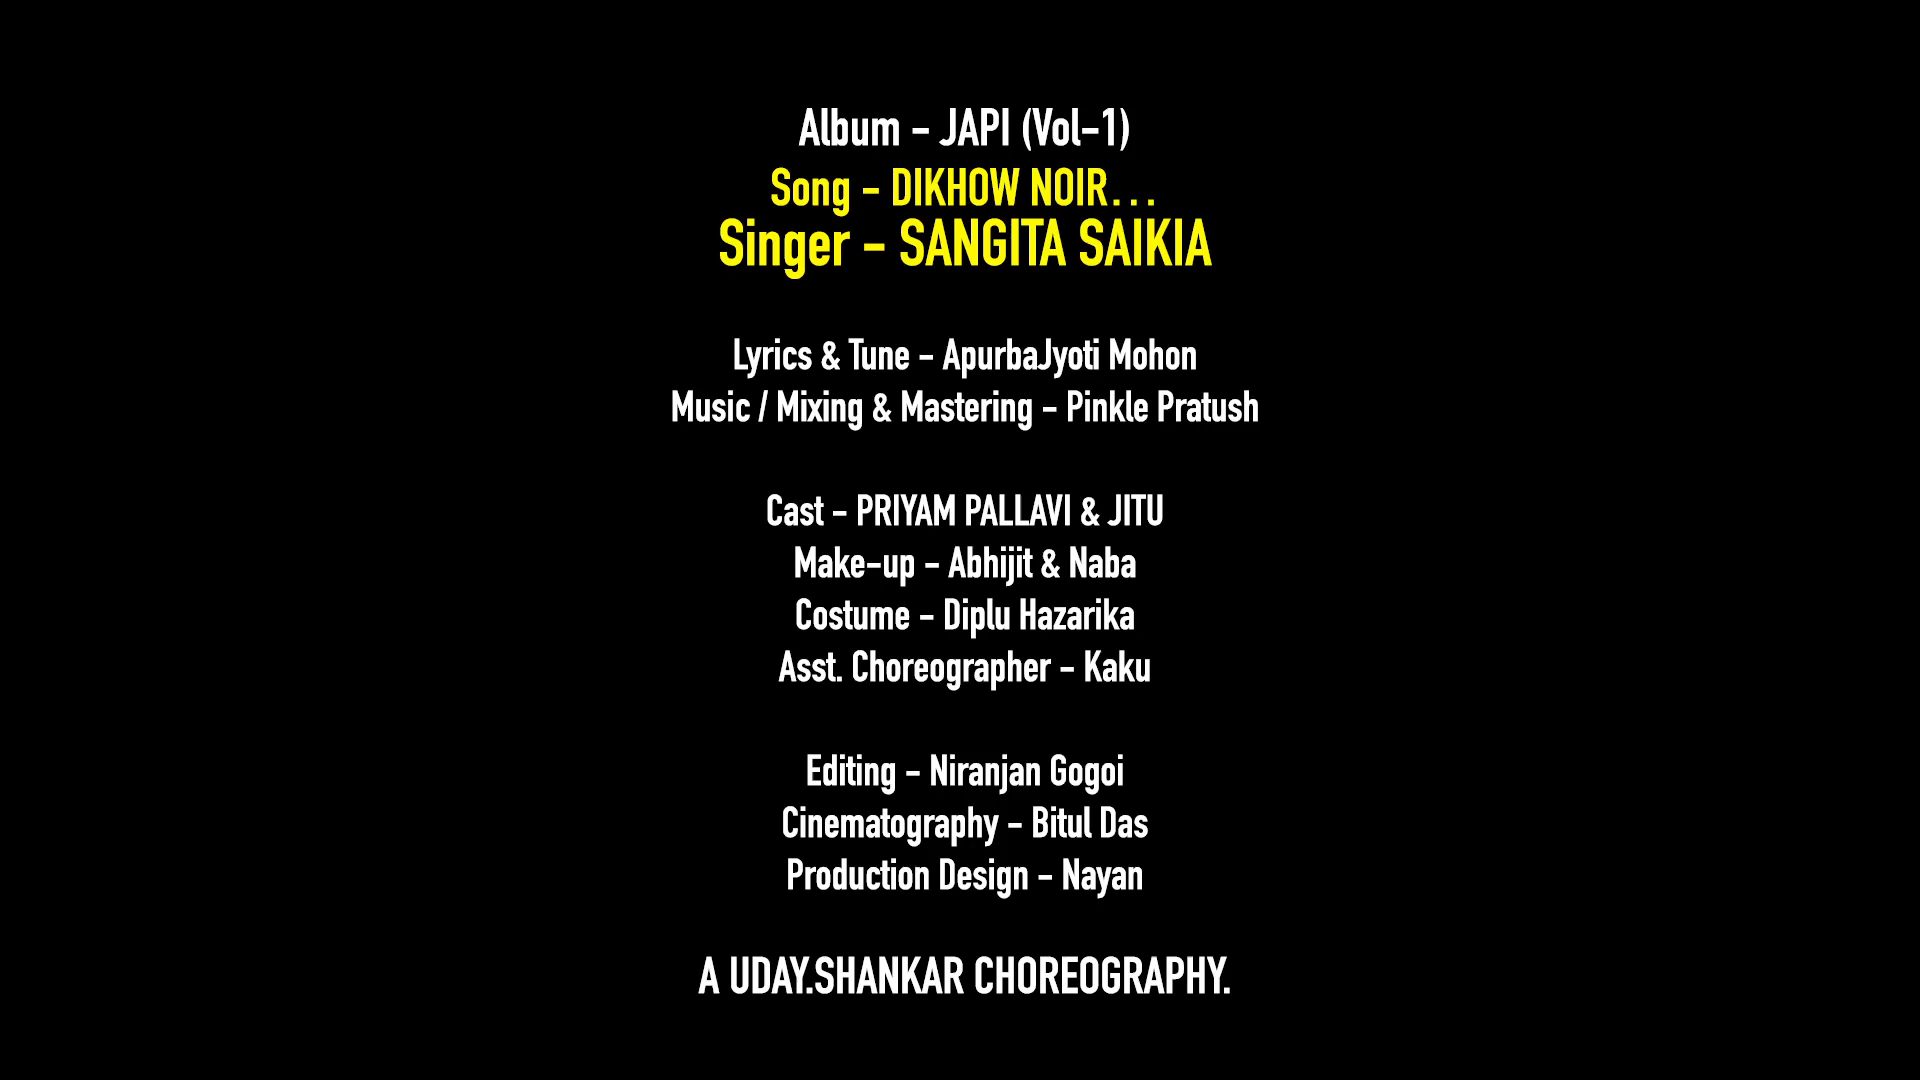 Album - JAPI (Vol-1)
Song - DIKHOW NOIR...
Singer - SANGITA SAIKIA
Lyrics & Tune - ApurbaJyoti Mohon
Music / Mixing & Mastering - Pinkle Pratush
Cast - PRIYAM PALLAVI & JITU
Make-up - Abhijit & Naba
Costume - Diplu Hazarika
Asst. Choreographer - Kaku
Editing - Niranjan Gogoi
Cinematography - Bitul Das
Production Design - Nayan
A UDAY.SHANKAR CHOREOGRAPHY.